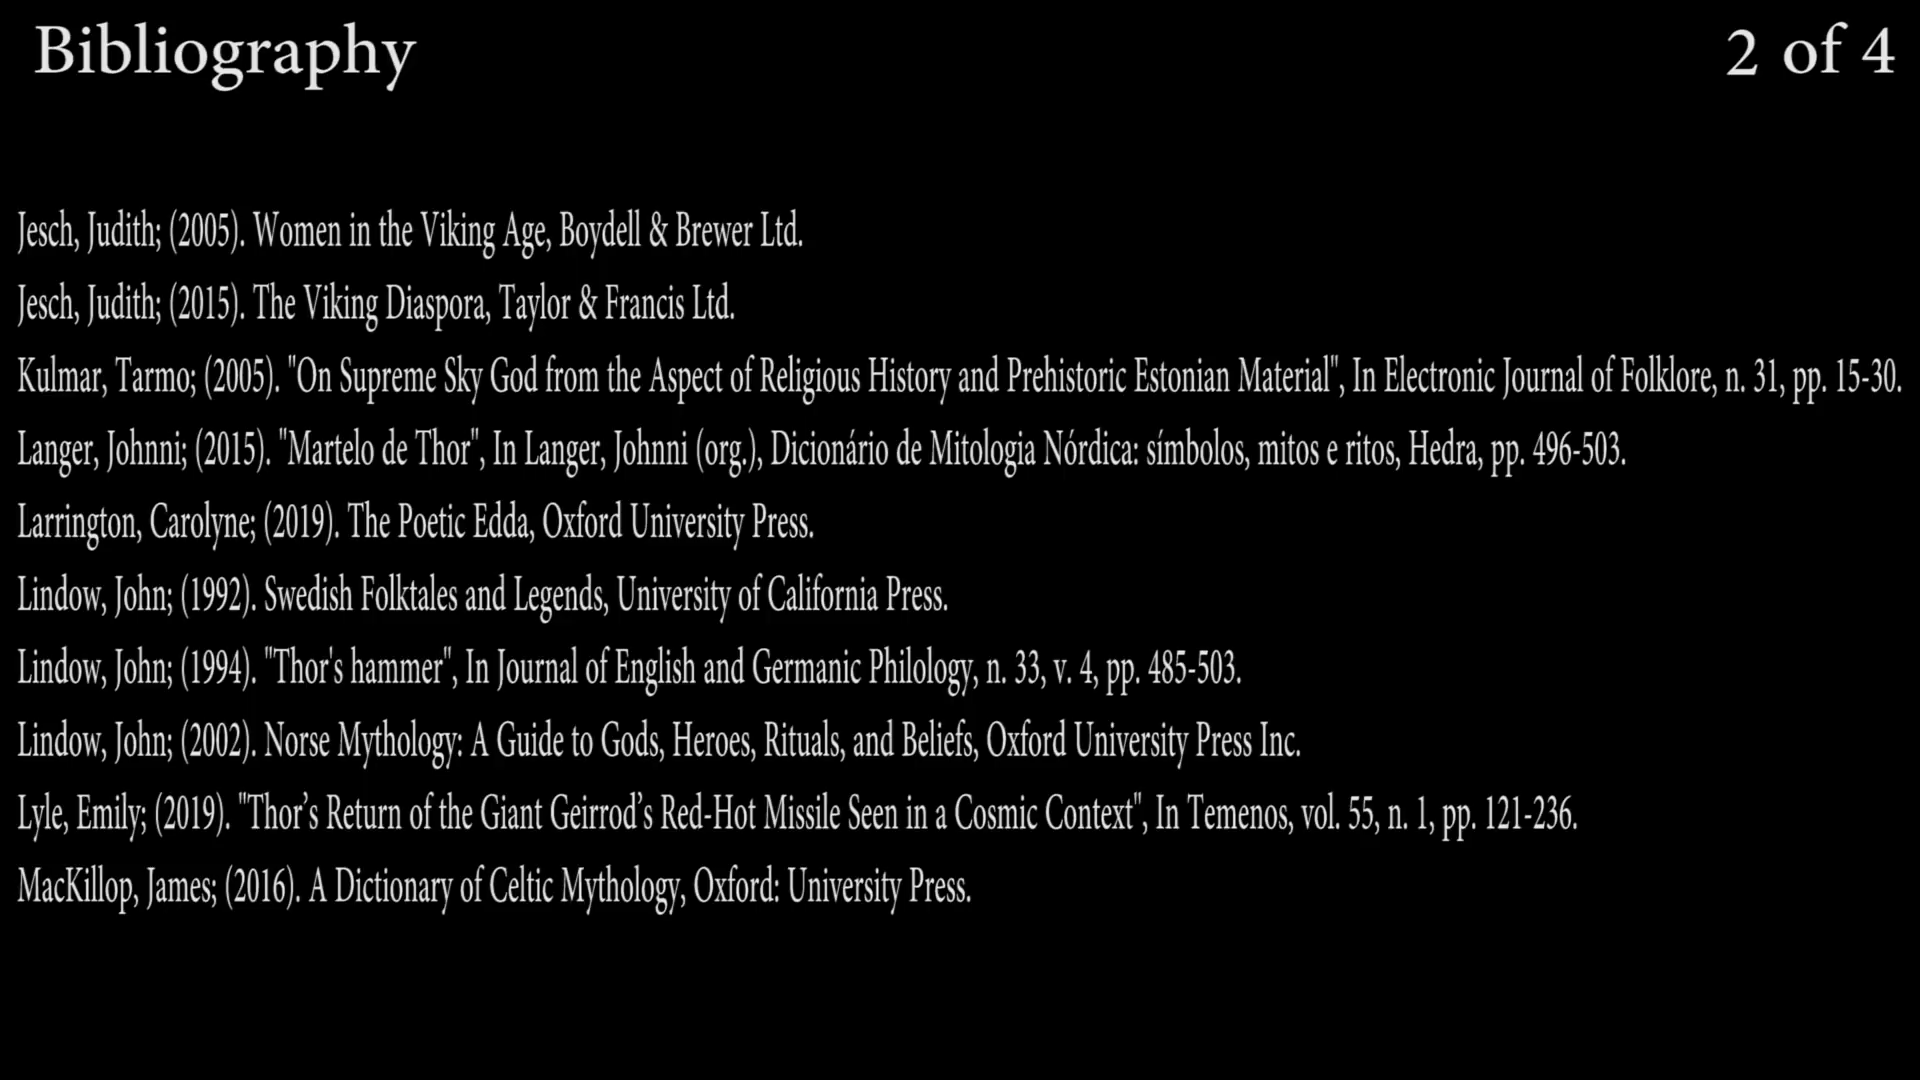 Bibliography
2 of 4
Jesch, Judith; (2005). Women in the Viking Age, Boydell & Brewer Ltd.
Jesch, Judith; (2015). The Viking Diaspora, Taylor & Francis Ltd.
Kulmar, Tarmo; (2005). "On Supreme Sky God from the Aspect of Religious History and Prehistoric Estonian Material", In Electronic Journal of Folklore, n. 31, pp. 15-30.
Langer, Johnni; (2015). "Martelo de Thor", In Langer, Johnni (org.), Dicionário de Mitologia Nórdica: símbolos, mitos e ritos, Hedra, pp. 496-503.
Larrington, Carolyne; (2019). The Poetic Edda, Oxford University Press.
Lindow, John; (1992). Swedish Folktales and Legends, University of California Press.
Lindow, John; (1994). "Thor's hammer", In Journal of English and Germanic Philology, n. 33, v. 4, pp. 485-503.
Lindow, John; (2002). Norse Mythology: A Guide to Gods, Heroes, Rituals, and Beliefs, Oxford University Press Inc.
Lyle, Emily; (2019). "Thor’s Return of the Giant Geirrod’s Red-Hot Missile Seen in a Cosmic Context", In Temenos, vol. 55, n. 1, pp. 121-236.
MacKillop, James; (2016). A Dictionary of Celtic Mythology, Oxford: University Press.